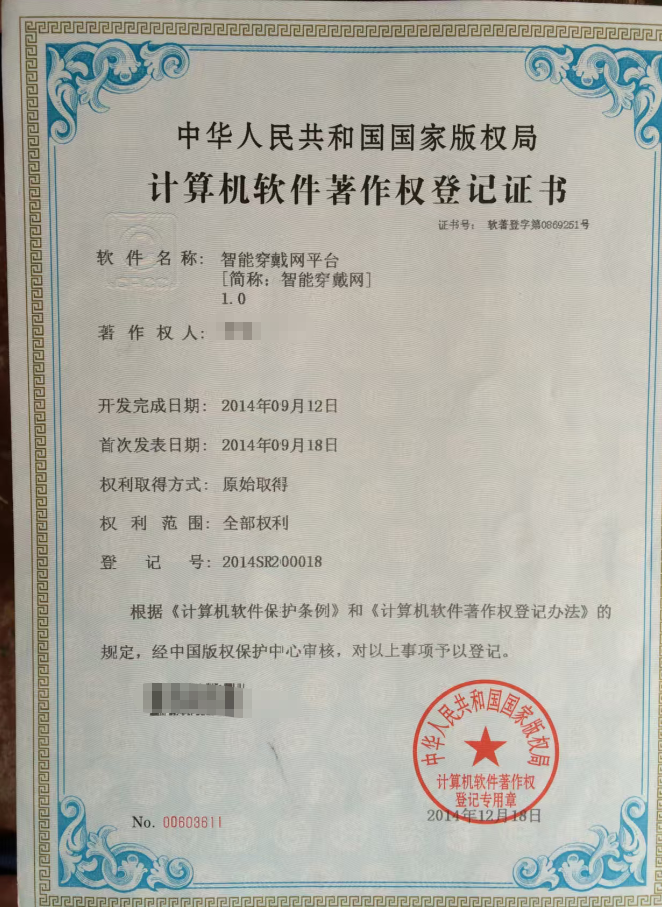 中华人民共和国国家版权局
计算机软件著作权登记证书
证书号： 软著登字第0869251号
软件名称： 智能穿戴网平台
[简称：智能穿戴网]
1.0
著作权人：
开发完成日期： 2014年09月12日
首次发表日期： 2014年09月18日
权利取得方式： 原始取得
权利范围： 全部权利
登记号： 2014SR200018
根据《计算机软件保护条例》和《计算机软件著作权登记办法》的
规定，经中国版权保护中心审核，对以上事项予以登记。
中华人民共和国国家版权局
计算机软件著作权
登记专用章
2014年12月18日
No. 00603611